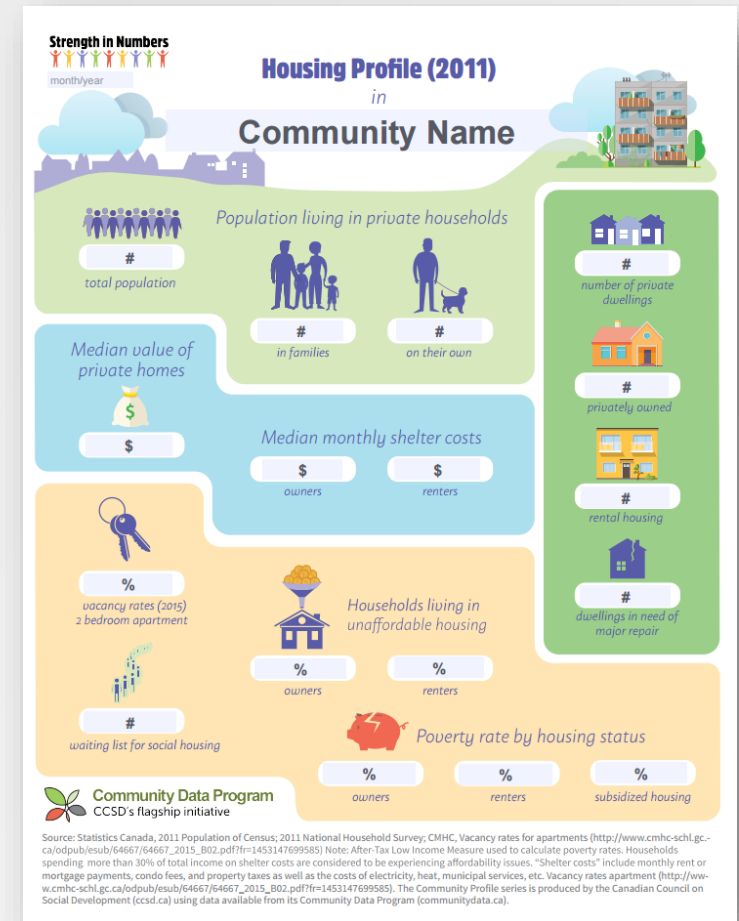 Strength in Numbers
month/year
Housing Profile (2011)
in
Community Name
#
total population
Population living in private households
#
in families
#
on their own
#
number of private
dwellings
#
privately owned
#
rental housing
#
dwellings in need of
major repair
Median value of
private homes
$
$
Median monthly shelter costs
$
owners
$
renters
%
vacancy rates (2015)
2 bedroom apartment
#
waiting list for social housing
Households living in
unaffordable housing
%
owners
%
renters
Poverty rate by housing status
%
owners
%
renters
%
subsidized housing
Community Data Program
CCSD's flagship initiative
Source: Statistics Canada, 2011 Population of Census; 2011 National Household Survey; CMHC, Vacancy rates for apartments (http://www.cmhc-schl.gc.-
ca/odpub/esub/64667/64667_2015_B02.pdf?fr=1453147699585) Note: After-Tax Low Income Measure used to calculate poverty rates. Households
spending more than 30% of total income on shelter costs are considered to be experiencing affordability issues. "Shelter costs" include monthly rent or
mortgage payments, condo fees, and property taxes as well as the costs of electricity, heat, municipal services, etc. Vacancy rates apartment (http://ww-
w.cmhc-schl.gc.ca/odpub/esub/64667/64667_2015_B02.pdf?fr=1453147699585). The Community Profile series is produced by the Canadian Council on
Social Development (ccsd.ca) using data available from its Community Data Program (communitydata.ca).